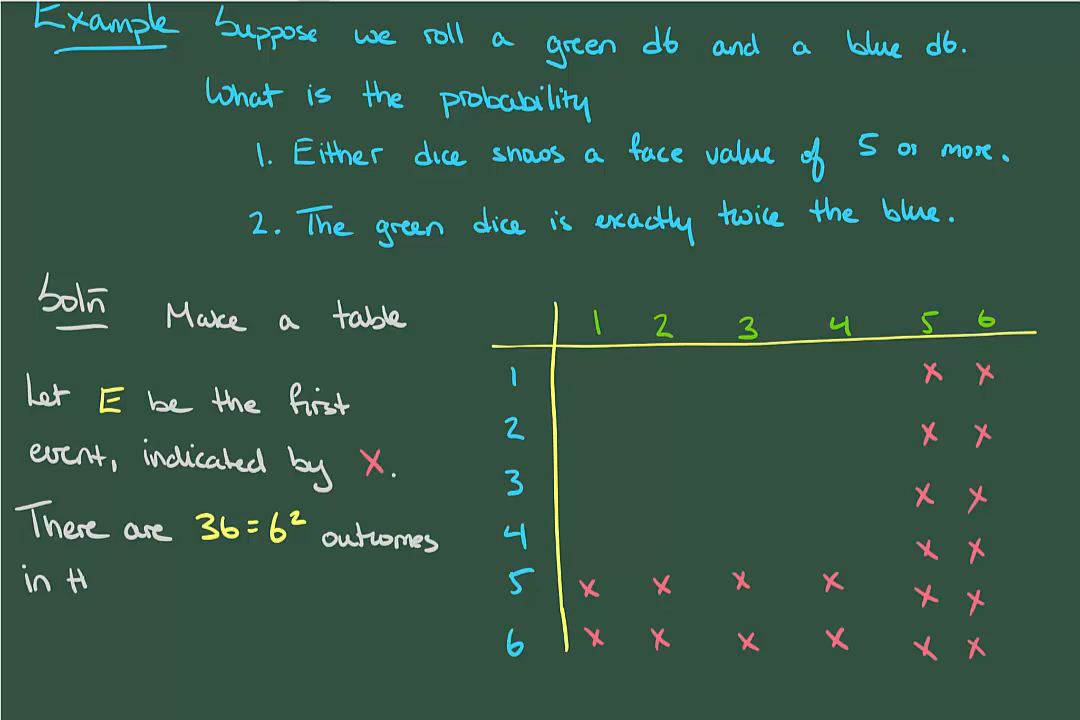 Example Suppose we roll a green d6 and a blue d6.
What is the probability
1. Either dice shows a face value of 5 or more.
2. The green dice is exactly twice the blue.
Soln Make a table
1 2 3 4 5 6
1 x x
Let E be the first
2 x x
event, indicated by X.
3 x x
There are 36 = 6² outcomes
4 x x
in H
5 x x x x x x
6 x x x x x x